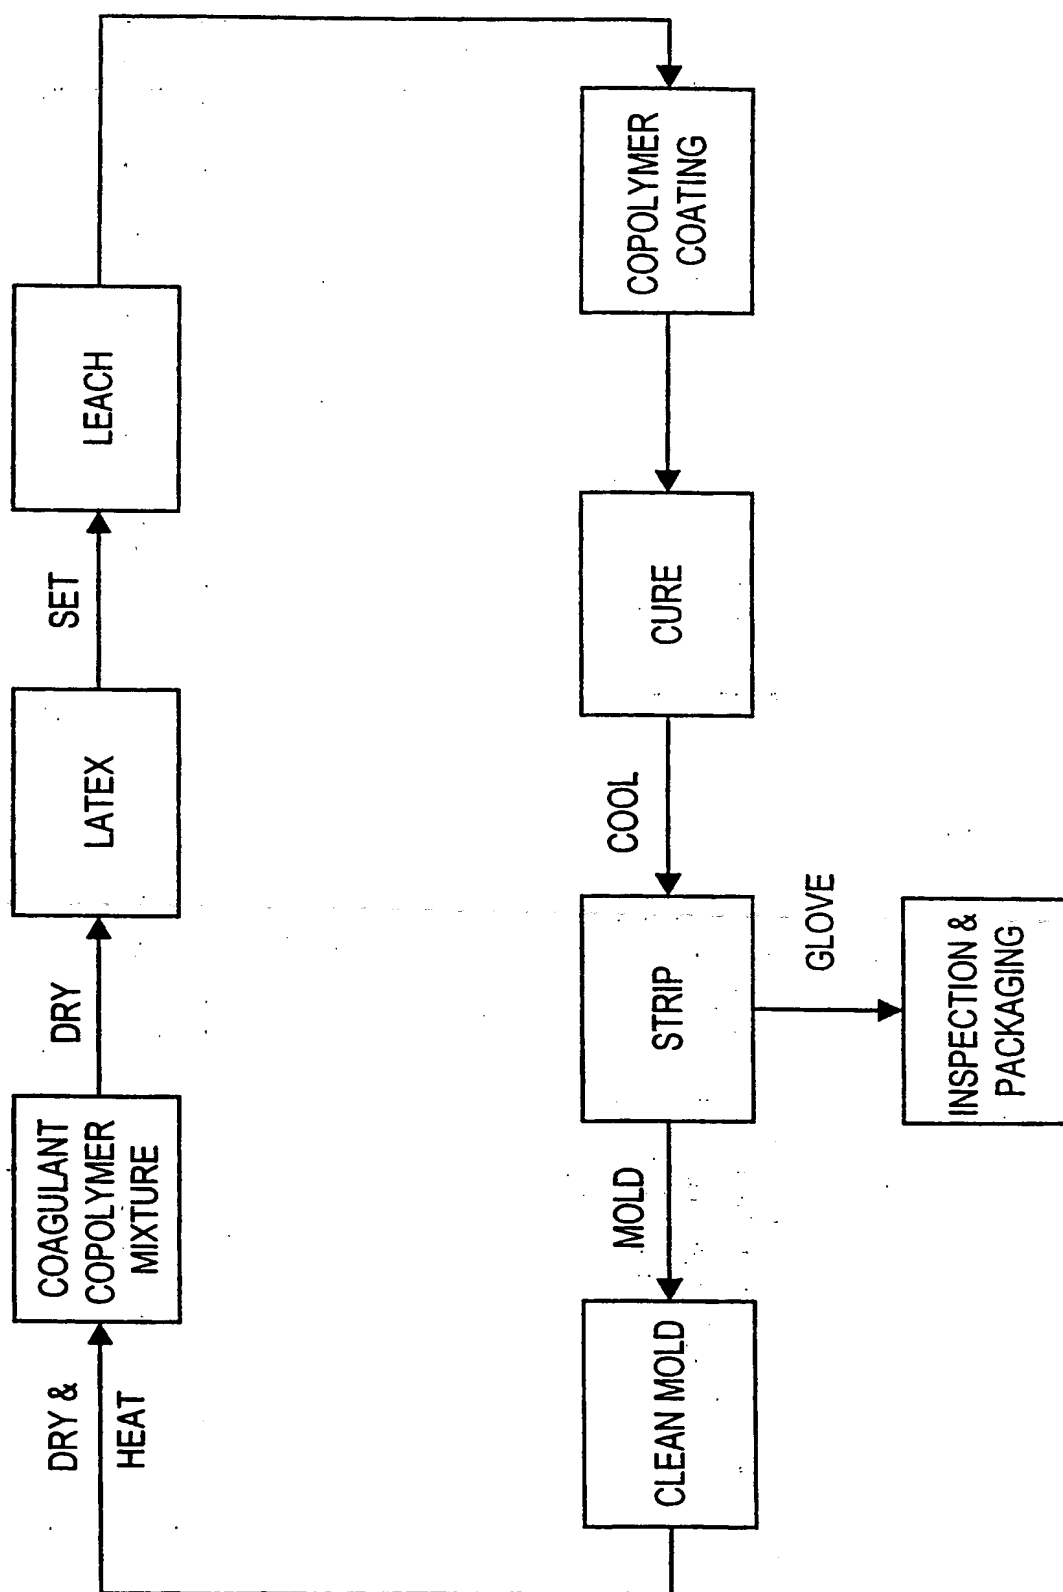 DRY &
HEAT
COAGULANT
COPOLYMER
MIXTURE
DRY
LATEX
SET
LEACH
CLEAN MOLD
MOLD
STRIP
COOL
CURE
COPOLYMER
COATING
GLOVE
INSPECTION &
PACKAGING